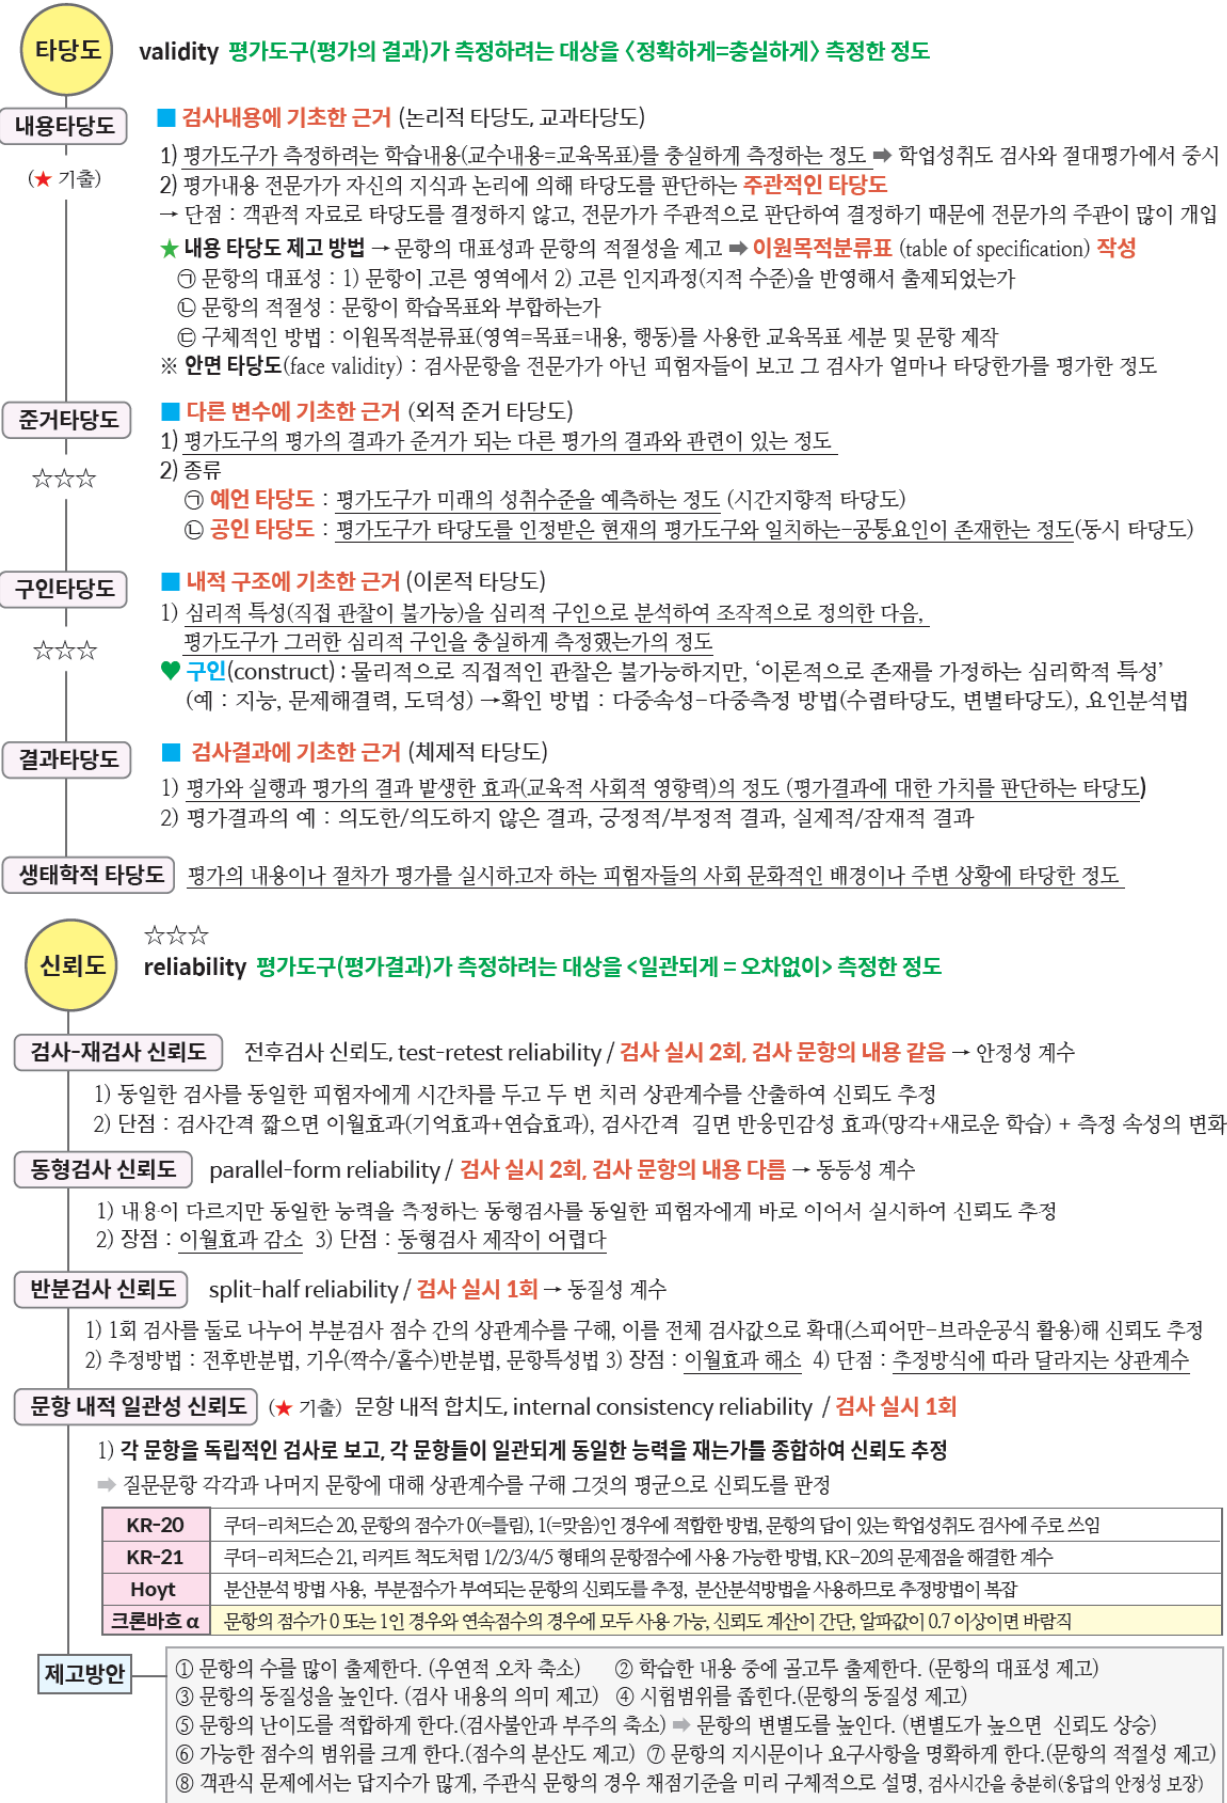 타당도 validity 평가도구(평가의 결과)가 측정하려는 대상을 〈정확하게=충실하게〉 측정한 정도
내용타당도
(★ 기출)
■ 검사내용에 기초한 근거 (논리적 타당도, 교과타당도)
1) 평가도구가 측정하려는 학습내용(교수내용=교육목표)를 충실하게 측정하는 정도 ➡ 학업성취도 검사와 절대평가에서 중시
2) 평가내용 전문가가 자신의 지식과 논리에 의해 타당도를 판단하는 주관적인 타당도
→ 단점 : 객관적 자료로 타당도를 결정하지 않고, 전문가가 주관적으로 판단하여 결정하기 때문에 전문가의 주관이 많이 개입
★ 내용 타당도 제고 방법 → 문항의 대표성과 문항의 적절성을 제고 ➡ 이원목적분류표 (table of specification) 작성
㉠ 문항의 대표성 : 1) 문항이 고른 영역에서 2) 고른 인지과정(지적 수준)을 반영해서 출제되었는가
㉡ 문항의 적절성 : 문항이 학습목표와 부합하는가
㉢ 구체적인 방법 : 이원목적분류표(영역=목표=내용, 행동)를 사용한 교육목표 세분 및 문항 제작
※ 안면 타당도(face validity) : 검사문항을 전문가가 아닌 피험자들이 보고 그 검사가 얼마나 타당한가를 평가한 정도
준거타당도
☆☆☆
■ 다른 변수에 기초한 근거 (외적 준거 타당도)
1) 평가도구의 평가의 결과가 준거가 되는 다른 평가의 결과와 관련이 있는 정도
2) 종류
㉠ 예언 타당도 : 평가도구가 미래의 성취수준을 예측하는 정도 (시간지향적 타당도)
㉡ 공인 타당도 : 평가도구가 타당도를 인정받은 현재의 평가도구와 일치하는-공통요인이 존재한는 정도(동시 타당도)
구인타당도
☆☆☆
■ 내적 구조에 기초한 근거 (이론적 타당도)
1) 심리적 특성(직접 관찰이 불가능)을 심리적 구인으로 분석하여 조작적으로 정의한 다음,
평가도구가 그러한 심리적 구인을 충실하게 측정했는가의 정도
♥ 구인(construct) : 물리적으로 직접적인 관찰은 불가능하지만, ‘이론적으로 존재를 가정하는 심리학적 특성’
(예 : 지능, 문제해결력, 도덕성) →확인 방법 : 다중속성-다중측정 방법(수렴타당도, 변별타당도), 요인분석법
결과타당도
■ 검사결과에 기초한 근거 (체제적 타당도)
1) 평가와 실행과 평가의 결과 발생한 효과(교육적 사회적 영향력)의 정도 (평가결과에 대한 가치를 판단하는 타당도)
2) 평가결과의 예 : 의도한/의도하지 않은 결과, 긍정적/부정적 결과, 실제적/잠재적 결과
생태학적 타당도 평가의 내용이나 절차가 평가를 실시하고자 하는 피험자들의 사회 문화적인 배경이나 주변 상황에 타당한 정도
☆☆☆
신뢰도 reliability 평가도구(평가결과)가 측정하려는 대상을 <일관되게 = 오차없이> 측정한 정도
검사-재검사 신뢰도 전후검사 신뢰도, test-retest reliability / 검사 실시 2회, 검사 문항의 내용 같음 → 안정성 계수
1) 동일한 검사를 동일한 피험자에게 시간차를 두고 두 번 치러 상관계수를 산출하여 신뢰도 추정
2) 단점 : 검사간격 짧으면 이월효과(기억효과+연습효과), 검사간격 길면 반응민감성 효과(망각+새로운 학습) + 측정 속성의 변화
동형검사 신뢰도 parallel-form reliability / 검사 실시 2회, 검사 문항의 내용 다름 → 동등성 계수
1) 내용이 다르지만 동일한 능력을 측정하는 동형검사를 동일한 피험자에게 바로 이어서 실시하여 신뢰도 추정
2) 장점 : 이월효과 감소 3) 단점 : 동형검사 제작이 어렵다
반분검사 신뢰도 split-half reliability / 검사 실시 1회 → 동질성 계수
1) 1회 검사를 둘로 나누어 부분검사 점수 간의 상관계수를 구해, 이를 전체 검사값으로 확대(스피어만-브라운공식 활용)해 신뢰도 추정
2) 추정방법 : 전후반분법, 기우(짝수/홀수)반분법, 문항특성법 3) 장점 : 이월효과 해소 4) 단점 : 추정방식에 따라 달라지는 상관계수
문항 내적 일관성 신뢰도 (★ 기출) 문항 내적 합치도, internal consistency reliability / 검사 실시 1회
1) 각 문항을 독립적인 검사로 보고, 각 문항들이 일관되게 동일한 능력을 재는가를 종합하여 신뢰도 추정
➡ 질문문항 각각과 나머지 문항에 대해 상관계수를 구해 그것의 평균으로 신뢰도를 판정
KR-20 쿠더-리처드슨 20, 문항의 점수가 0(=틀림), 1(=맞음)인 경우에 적합한 방법, 문항의 답이 있는 학업성취도 검사에 주로 쓰임
KR-21 쿠더-리처드슨 21, 리커트 척도처럼 1/2/3/4/5 형태의 문항점수에 사용 가능한 방법, KR-20의 문제점을 해결한 계수
Hoyt 분산분석 방법 사용, 부분점수가 부여되는 문항의 신뢰도를 추정, 분산분석방법을 사용하므로 추정방법이 복잡
크론바흐 α 문항의 점수가 0 또는 1인 경우와 연속점수의 경우에 모두 사용 가능, 신뢰도 계산이 간단, 알파값이 0.7 이상이면 바람직
제고방안
① 문항의 수를 많이 출제한다. (우연적 오차 축소) ② 학습한 내용 중에 골고루 출제한다. (문항의 대표성 제고)
③ 문항의 동질성을 높인다. (검사 내용의 의미 제고) ④ 시험범위를 좁힌다.(문항의 동질성 제고)
⑤ 문항의 난이도를 적합하게 한다.(검사불안과 부주의 축소) ➡ 문항의 변별도를 높인다. (변별도가 높으면 신뢰도 상승)
⑥ 가능한 점수의 범위를 크게 한다.(점수의 분산도 제고) ⑦ 문항의 지시문이나 요구사항을 명확하게 한다.(문항의 적절성 제고)
⑧ 객관식 문제에서는 답지수가 많게, 주관식 문항의 경우 채점기준을 미리 구체적으로 설명, 검사시간을 충분히(응답의 안정성 보장)